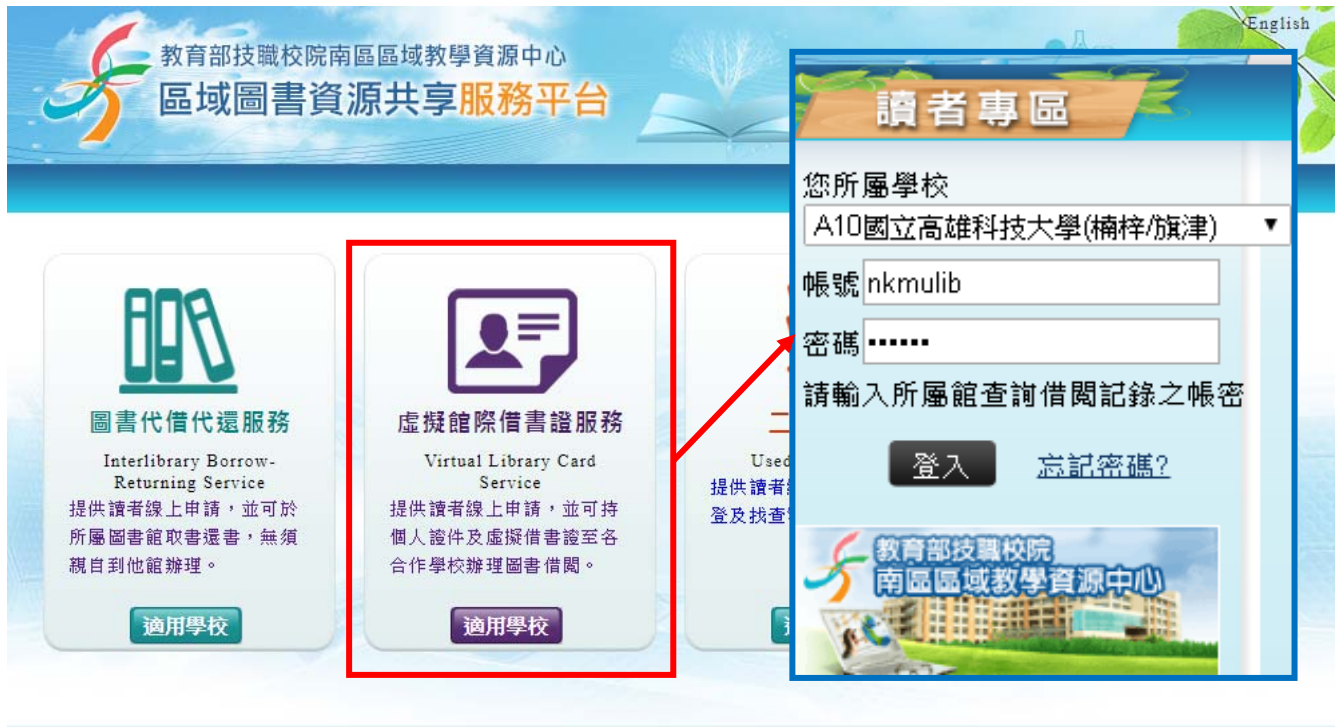 English
教育部技職校院南區區域教學資源中心
區域圖書資源共享服務平台
圖書代借代還服務
Interlibrary Borrow-
Returning Service
提供讀者線上申請，並可於
所屬圖書館取書還書，無須
親自到他館辦理。
適用學校
虛擬館際借書證服務
Virtual Library Card
Service
提供讀者線上申請，並可持
個人證件及虛擬借書證至各
合作學校辦理圖書借閱。
適用學校
二
Used
提供讀者
登及找查
讀者專區
您所屬學校
A10國立高雄科技大學(楠梓/旗津)
帳號 nkmulib
密碼 ••••••
請輸入所屬館查詢借閱記錄之帳密
登入 忘記密碼?
教育部技職校院
南區區域教學資源中心